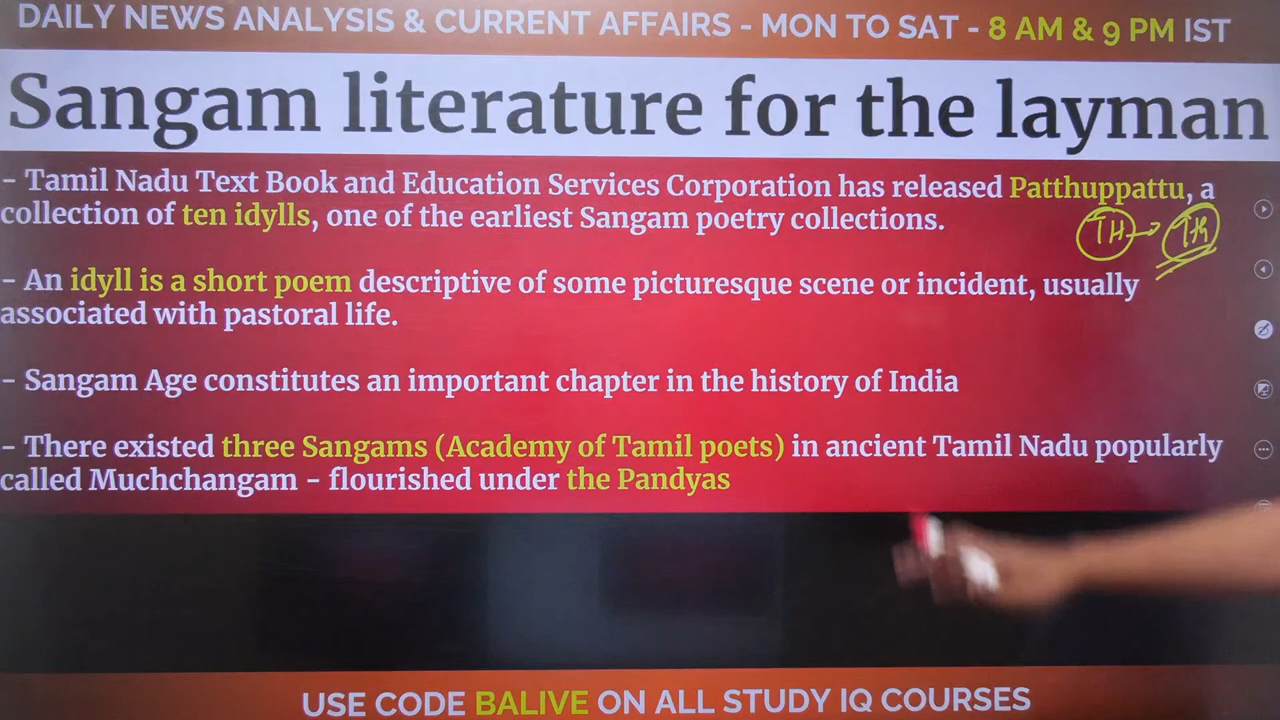 DAILY NEWS ANALYSIS & CURRENT AFFAIRS - MON TO SAT - 8 AM & 9 PM IST
Sangam literature for the layman
- Tamil Nadu Text Book and Education Services Corporation has released Patthuppattu, a
collection of ten idylls, one of the earliest Sangam poetry collections.
TH
- An idyll is a short poem descriptive of some picturesque scene or incident, usually
associated with pastoral life.
- Sangam Age constitutes an important chapter in the history of India
- There existed three Sangams (Academy of Tamil poets) in ancient Tamil Nadu popularly
called Muchchangam - flourished under the Pandyas
USE CODE BALIVE ON ALL STUDY IQ COURSES